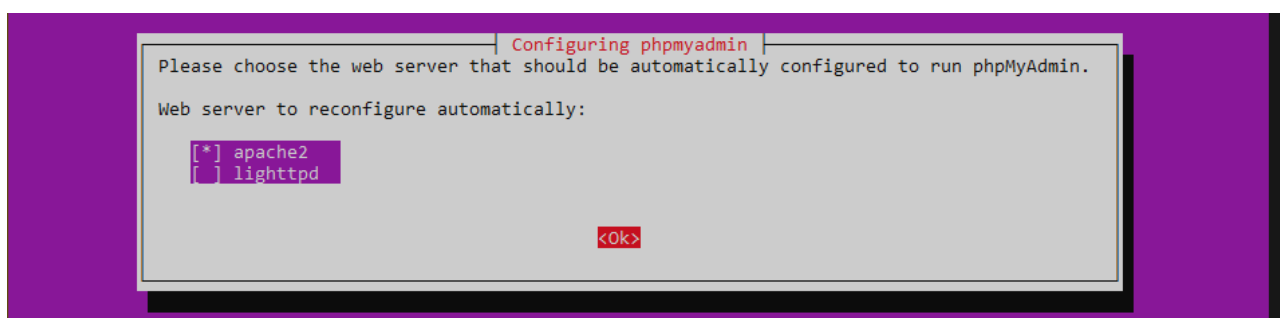 Configuring phpmyadmin
Please choose the web server that should be automatically configured to run phpMyAdmin.
Web server to reconfigure automatically:
[*] apache2
[ ] lighttpd
<Ok>